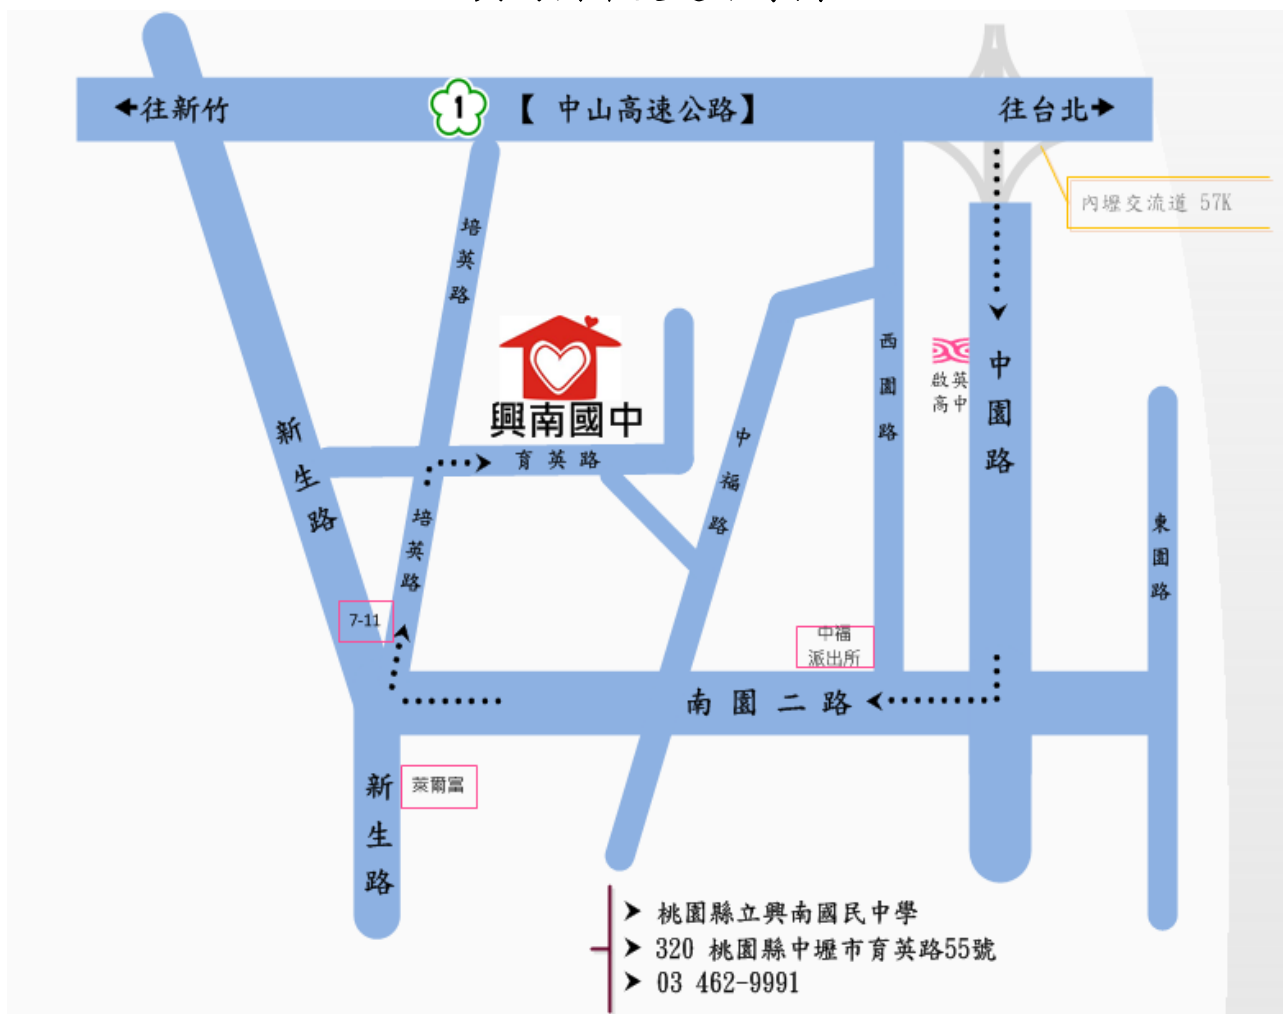 往新竹
1
【 中山高速公路】
往台北
內壢交流道 57K
培英路
興南國中
育英路
新生路
培英路
中福路
西園路
啟英
高中
中園路
東園路
7-11
中福
派出所
南園二路
新生路
萊爾富
桃園縣立興南國民中學
320 桃園縣中壢市育英路55號
03 462-9991